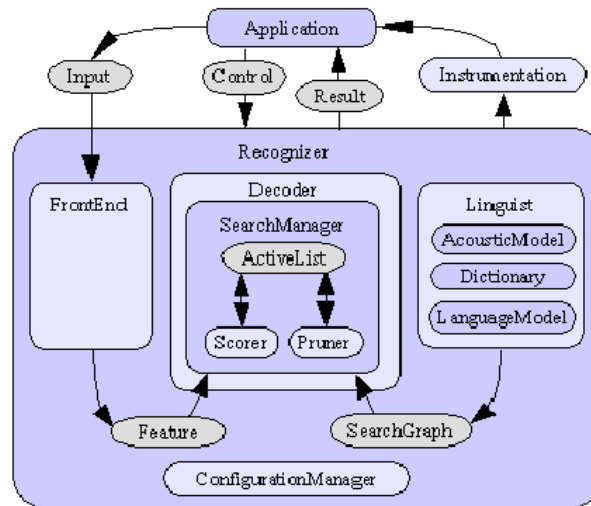 Application
Input
Control
Result
Instrumentation
Recognizer
FrontEnd
Decoder
Linguist
SearchManager
ActiveList
AcousticModel
Dictionary
LanguageModel
Scorer
Pruner
Feature
SearchGraph
ConfigurationManager